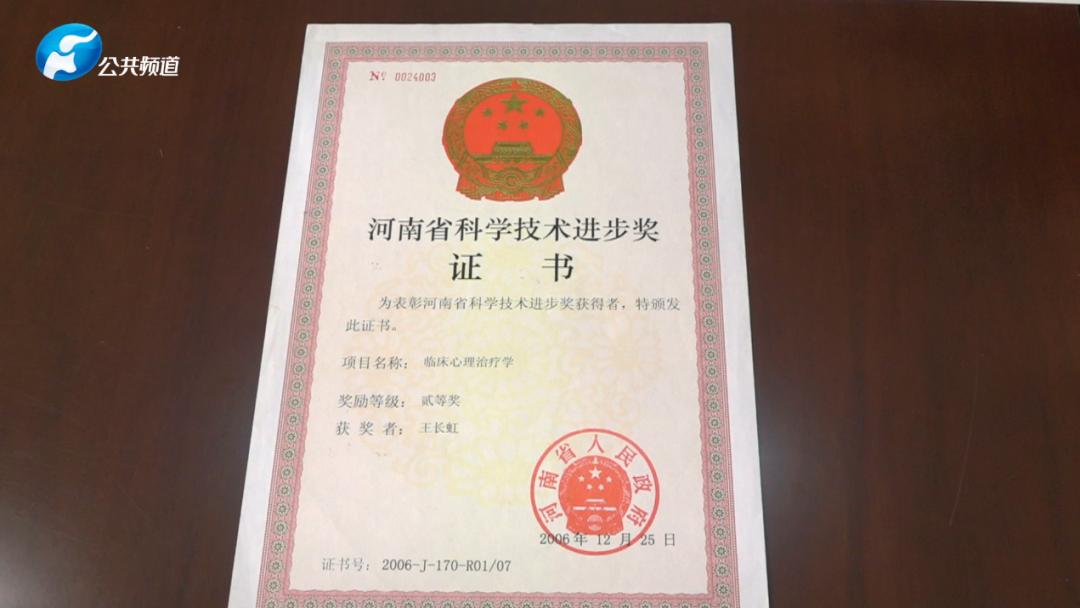 公共频道
№ 0024003
河南省科学技术进步奖
证 书
为表彰河南省科学技术进步奖获得者，特颁发
此证书。
项目名称： 临床心理治疗学
奖励等级： 贰等奖
获 奖 者： 王长虹
河南省人民政府
2006 年 12 月 25 日
证书号： 2006-J-170-R01/07